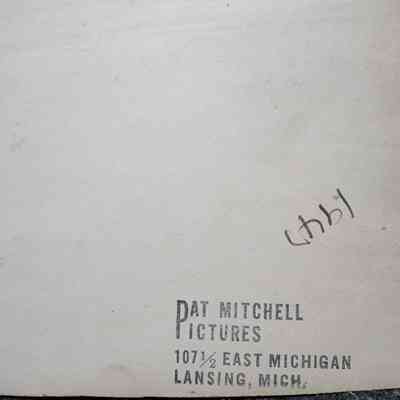 PAT MITCHELL
PICTURES
107½ EAST MICHIGAN
LANSING, MICH.